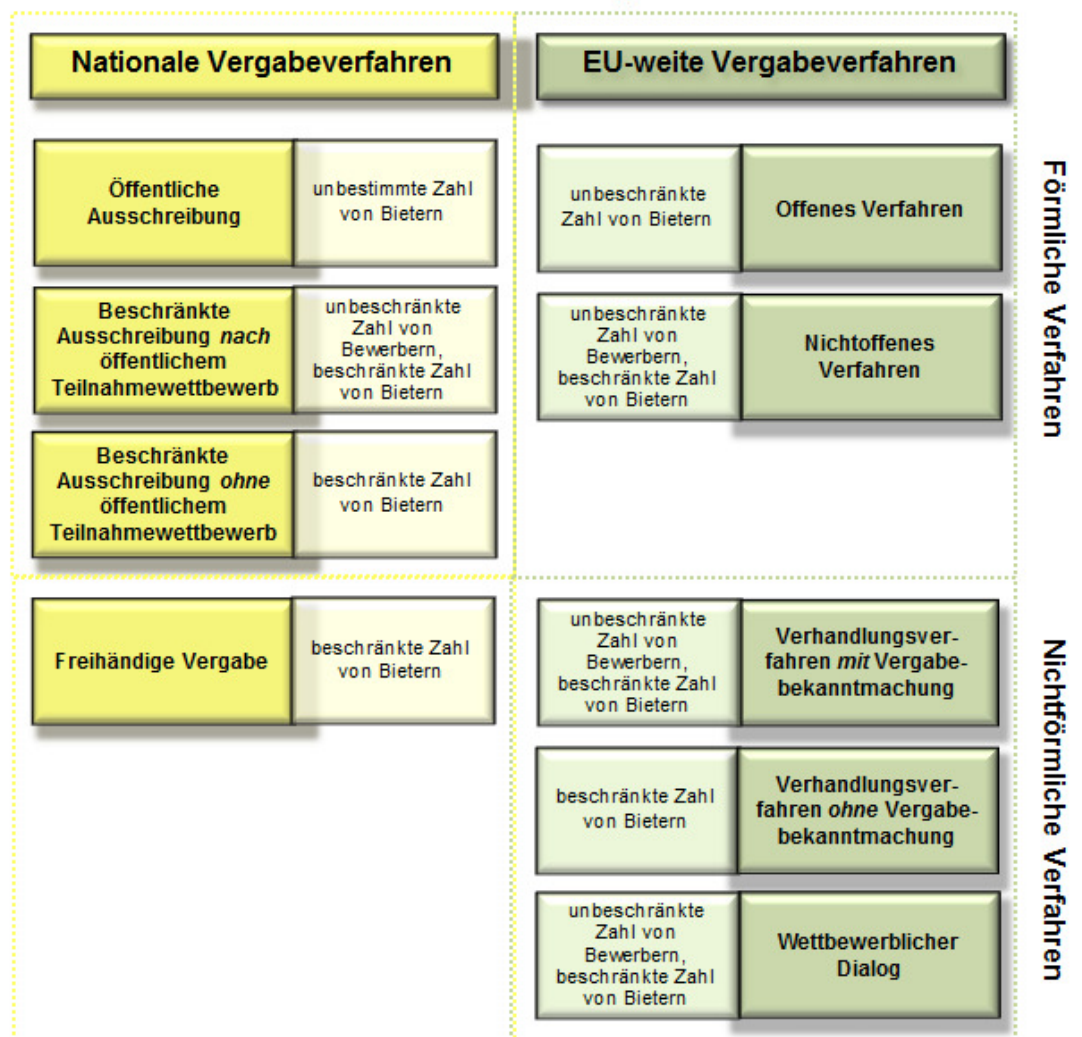 Nationale Vergabeverfahren
EU-weite Vergabeverfahren
Öffentliche
Ausschreibung
unbestimmte Zahl
von Bietern
unbeschränkte
Zahl von Bietern
Offenes Verfahren
Beschränkte
Ausschreibung nach
öffentlichem
Teilnahmewettbewerb
unbeschränkte
Zahl von
Bewerbern,
beschränkte Zahl
von Bietern
unbeschränkte
Zahl von
Bewerbern,
beschränkte Zahl
von Bietern
Nichtoffenes
Verfahren
Beschränkte
Ausschreibung ohne
öffentlichem
Teilnahmewettbewerb
beschränkte Zahl
von Bietern
Förmliche Verfahren
Freihändige Vergabe
beschränkte Zahl
von Bietern
unbeschränkte
Zahl von
Bewerbern,
beschränkte Zahl
von Bietern
Verhandlungsver-
fahren mit Vergabe-
bekanntmachung
beschränkte Zahl
von Bietern
Verhandlungsver-
fahren ohne Vergabe-
bekanntmachung
unbeschränkte
Zahl von
Bewerbern,
beschränkte Zahl
von Bietern
Wettbewerblicher
Dialog
Nichtförmliche Verfahren